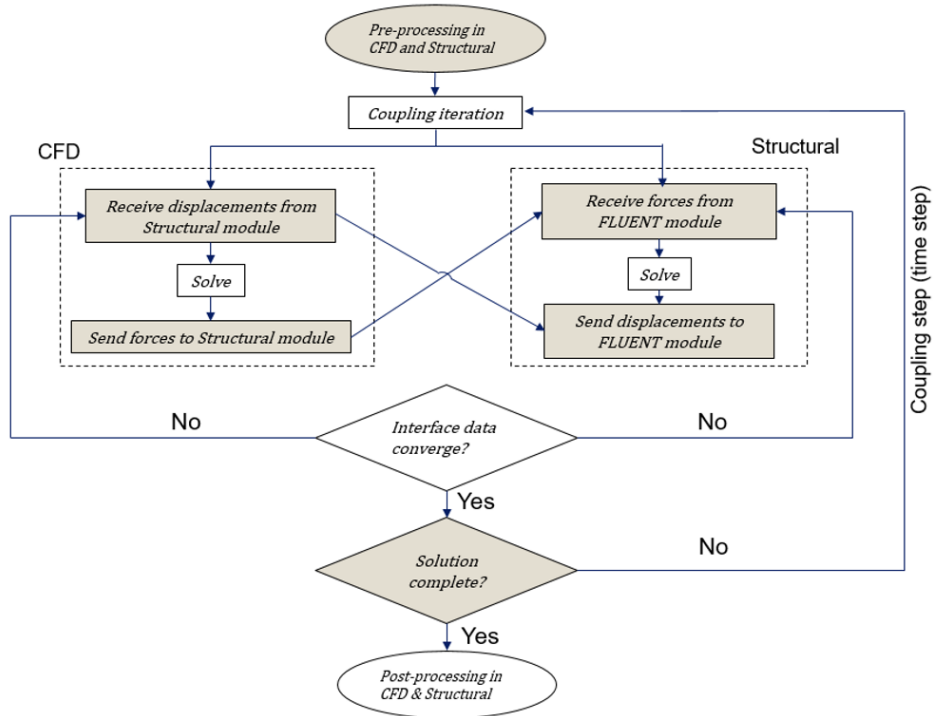 Pre-processing in
CFD and Structural
Coupling iteration
CFD
Structural
Receive displacements from
Structural module
Solve
Send forces to Structural module
Receive forces from
FLUENT module
Solve
Send displacements to
FLUENT module
Coupling step (time step)
Interface data
converge?
No
No
Yes
Solution
complete?
No
Yes
Post-processing in
CFD & Structural